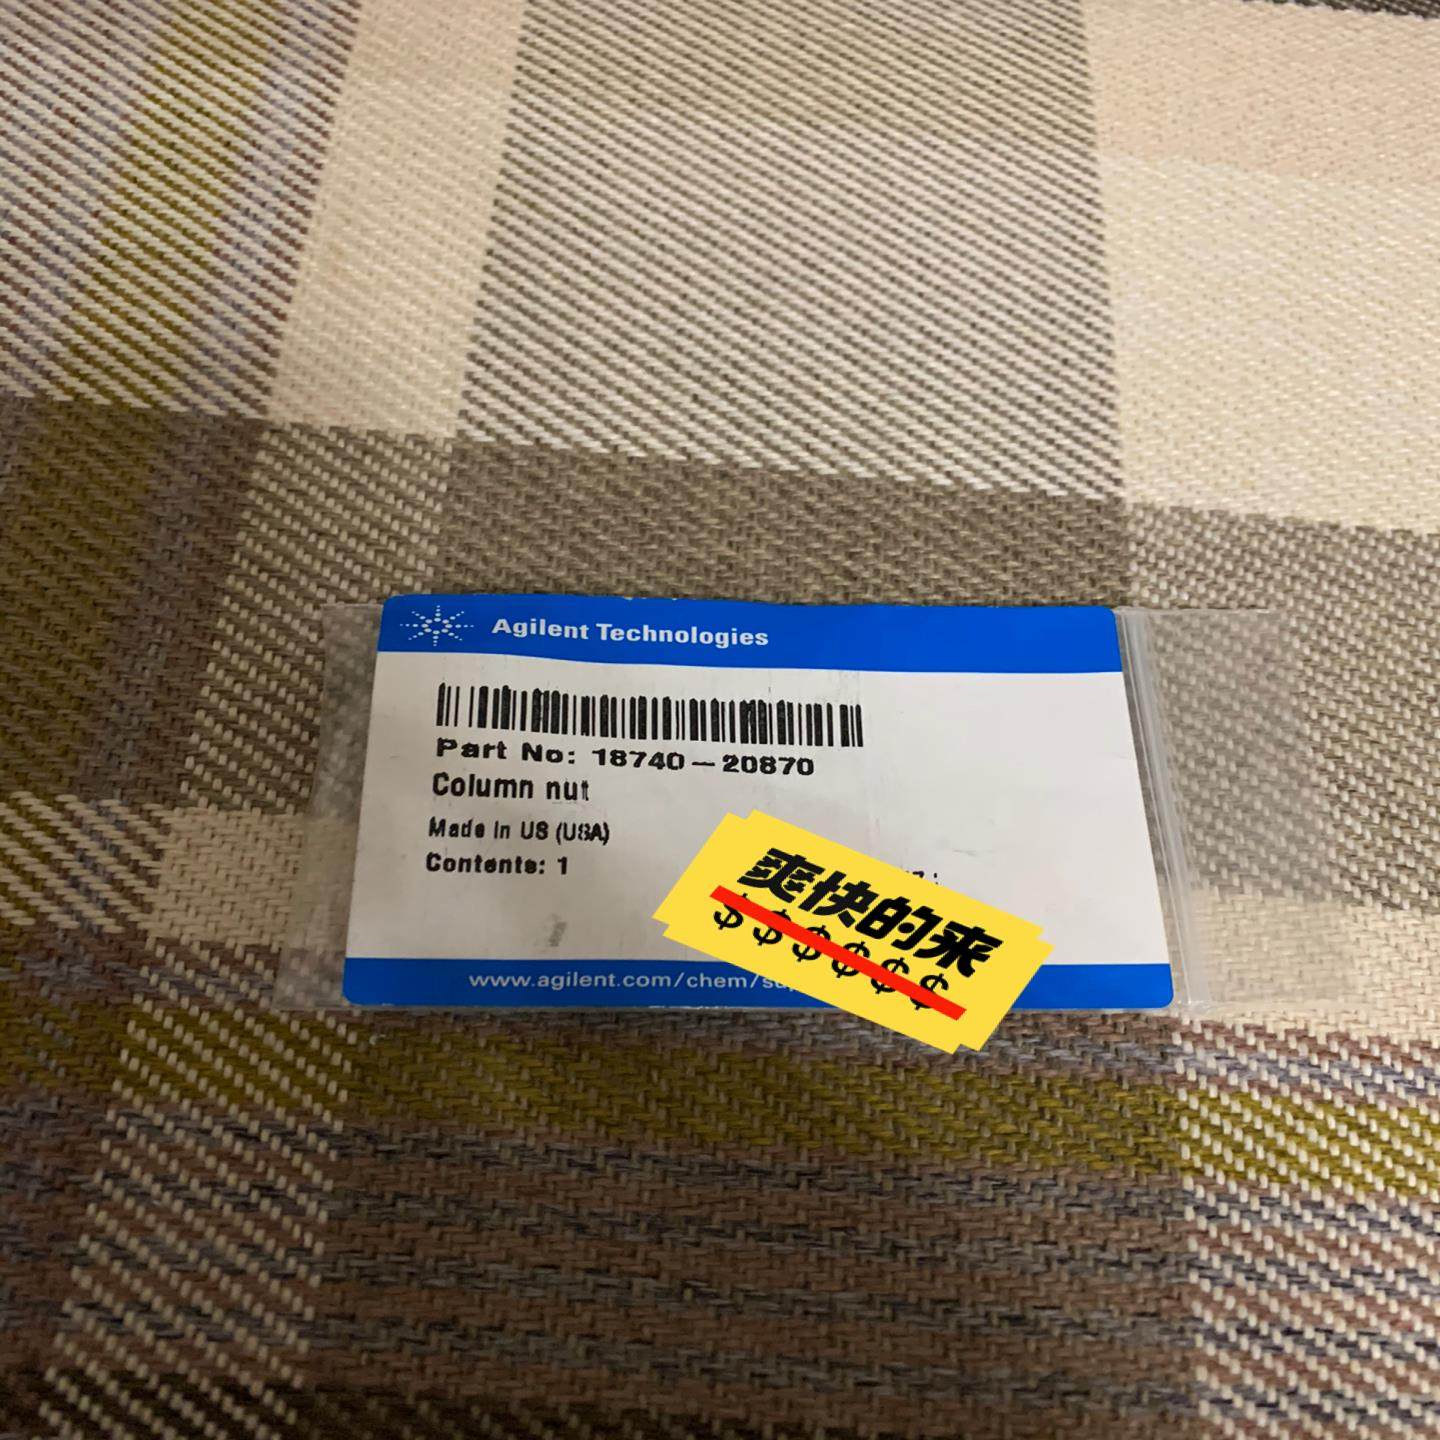 Agilent Technologies
Part No: 18740-20870
Column nut
Made in US (USA)
Contents: 1
爽快的来
$$$$$$
www.agilent.com/chem/